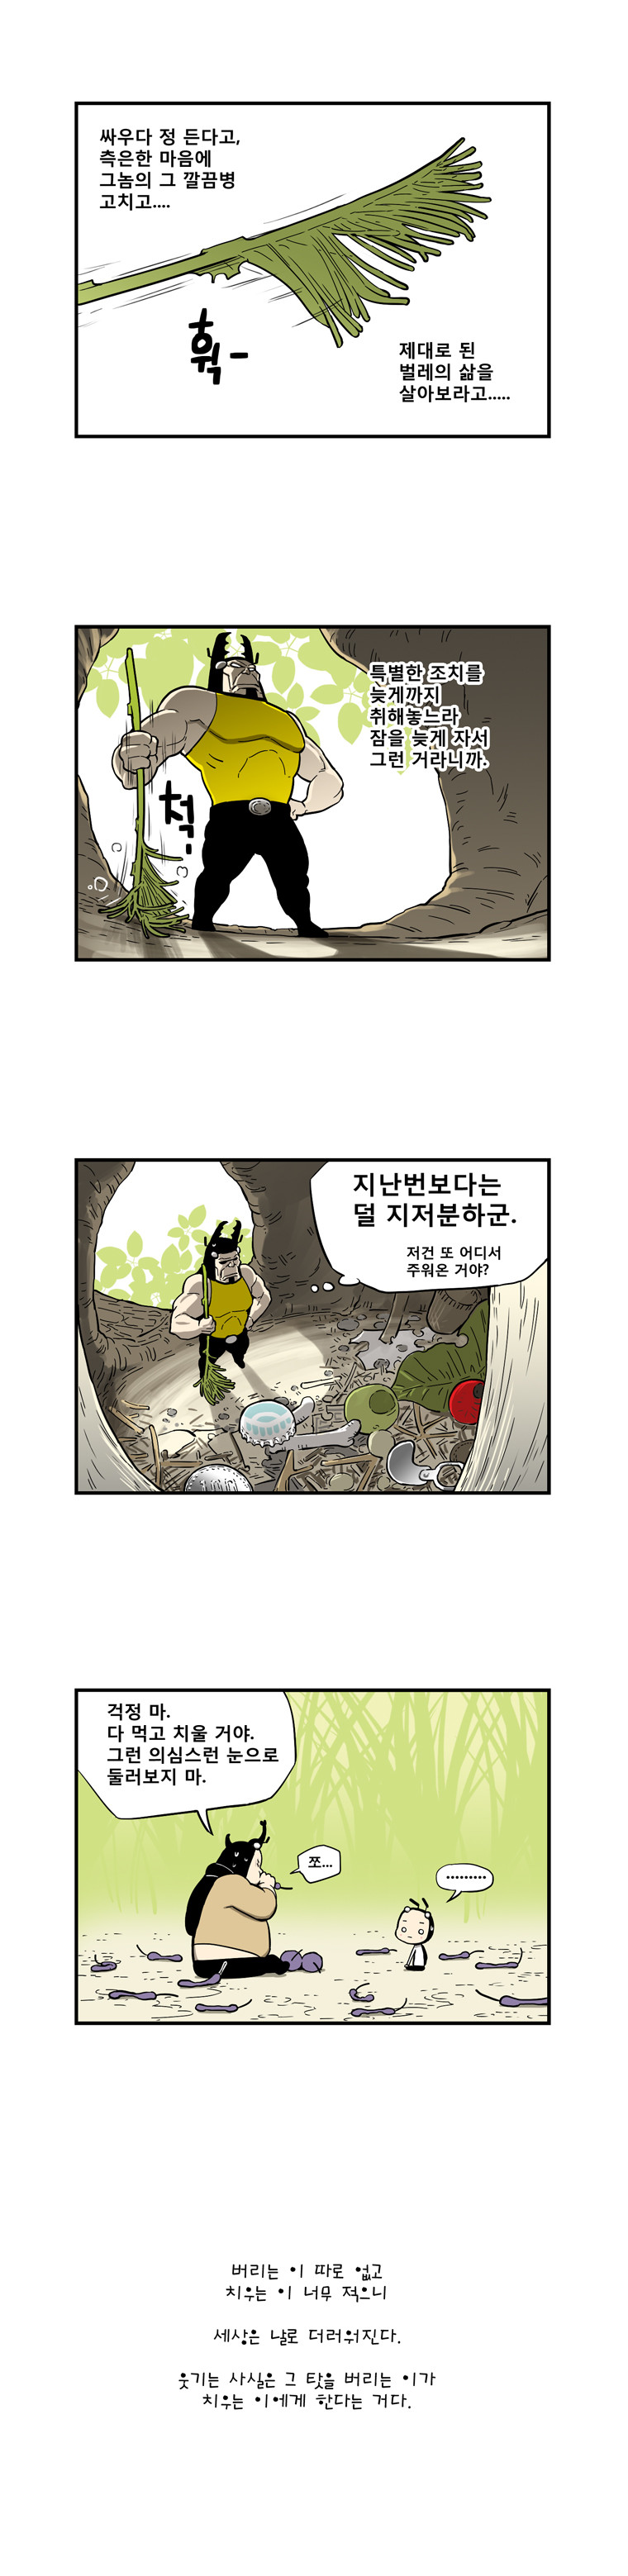 싸우다 정 든다고,
측은한 마음에
그놈의 그 깔끔병
고치고....
휙-
제대로 된
벌레의 삶을
살아보라고.....
특별한 조치를
늦게까지
취해놓느라
잠을 늦게 자서
그런 거라니까.
척-
지난번보다는
덜 지저분하군.
저건 또 어디서
주워온 거야?
걱정 마.
다 먹고 치울 거야.
그런 의심스런 눈으로
둘러보지 마.
쪼...
.........
버리는 이 따로 없고
치우는 이 너무 적으니
세상은 날로 더러워진다.
웃기는 사실은 그 탓을 버리는 이가
치우는 이에게 한다는 거다.